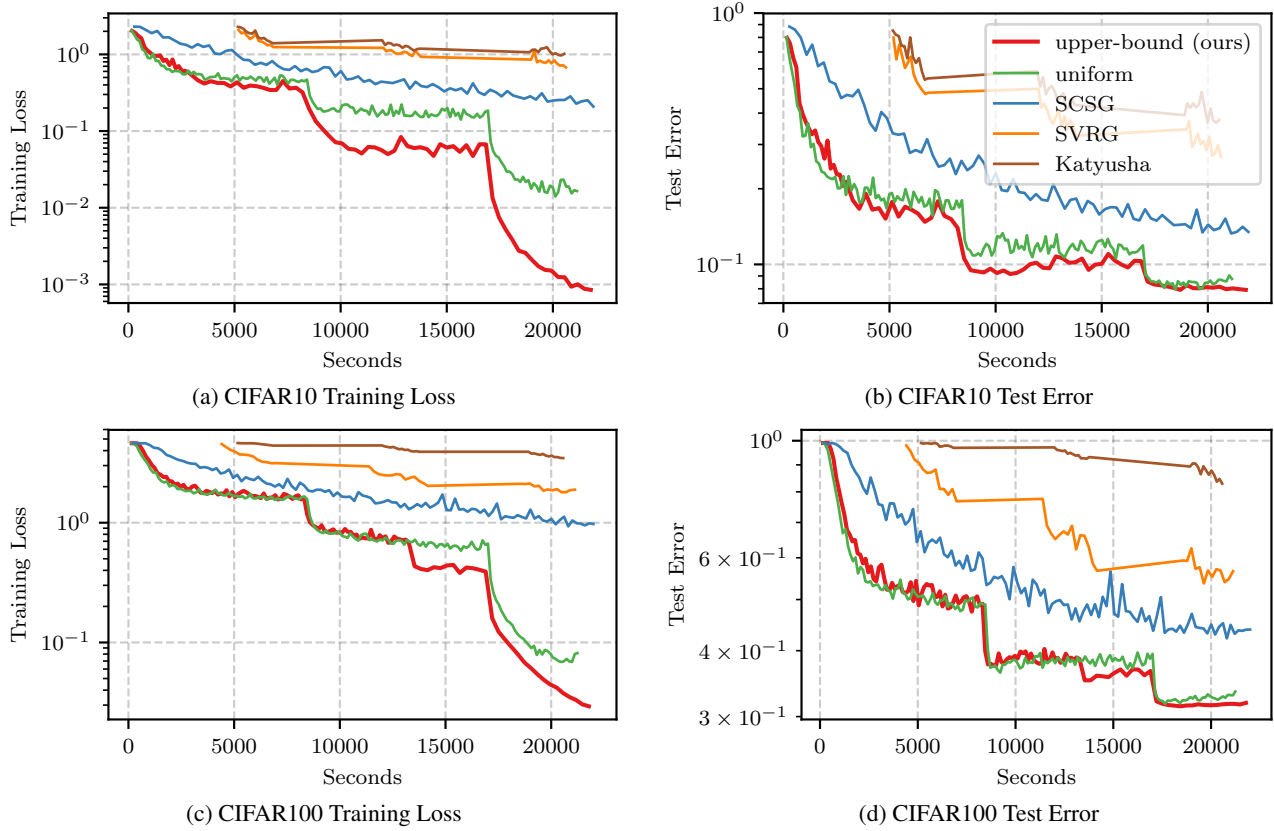 10^0
10^-1
10^-2
10^-3
Training Loss
0 5000 10000 15000 20000
Seconds
(a) CIFAR10 Training Loss
10^0
10^-1
Test Error
upper-bound (ours)
uniform
SCSG
SVRG
Katyusha
0 5000 10000 15000 20000
Seconds
(b) CIFAR10 Test Error
10^0
10^-1
Training Loss
0 5000 10000 15000 20000
Seconds
(c) CIFAR100 Training Loss
10^0
6 × 10^-1
4 × 10^-1
3 × 10^-1
Test Error
0 5000 10000 15000 20000
Seconds
(d) CIFAR100 Test Error